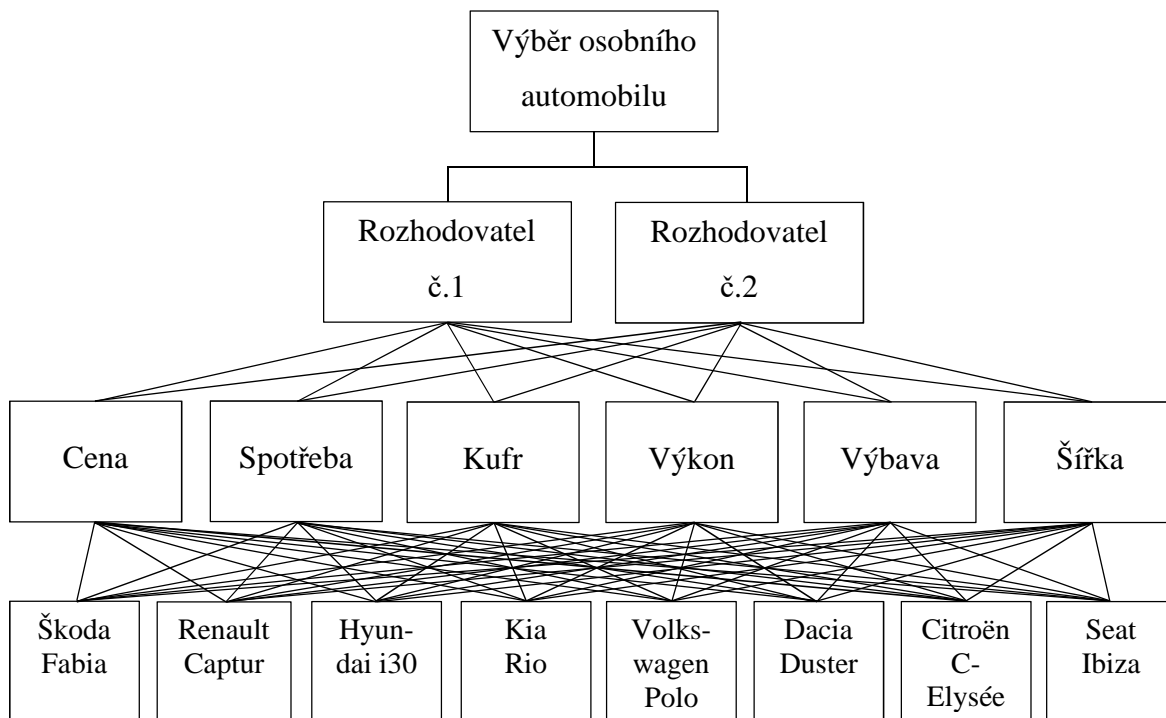 Výběr osobního
automobilu
Rozhodovatel
č.1
Rozhodovatel
č.2
Cena
Spotřeba
Kufr
Výkon
Výbava
Šířka
Škoda
Fabia
Renault
Captur
Hyun-
dai i30
Kia
Rio
Volks-
wagen
Polo
Dacia
Duster
Citroën
C-
Elysée
Seat
Ibiza